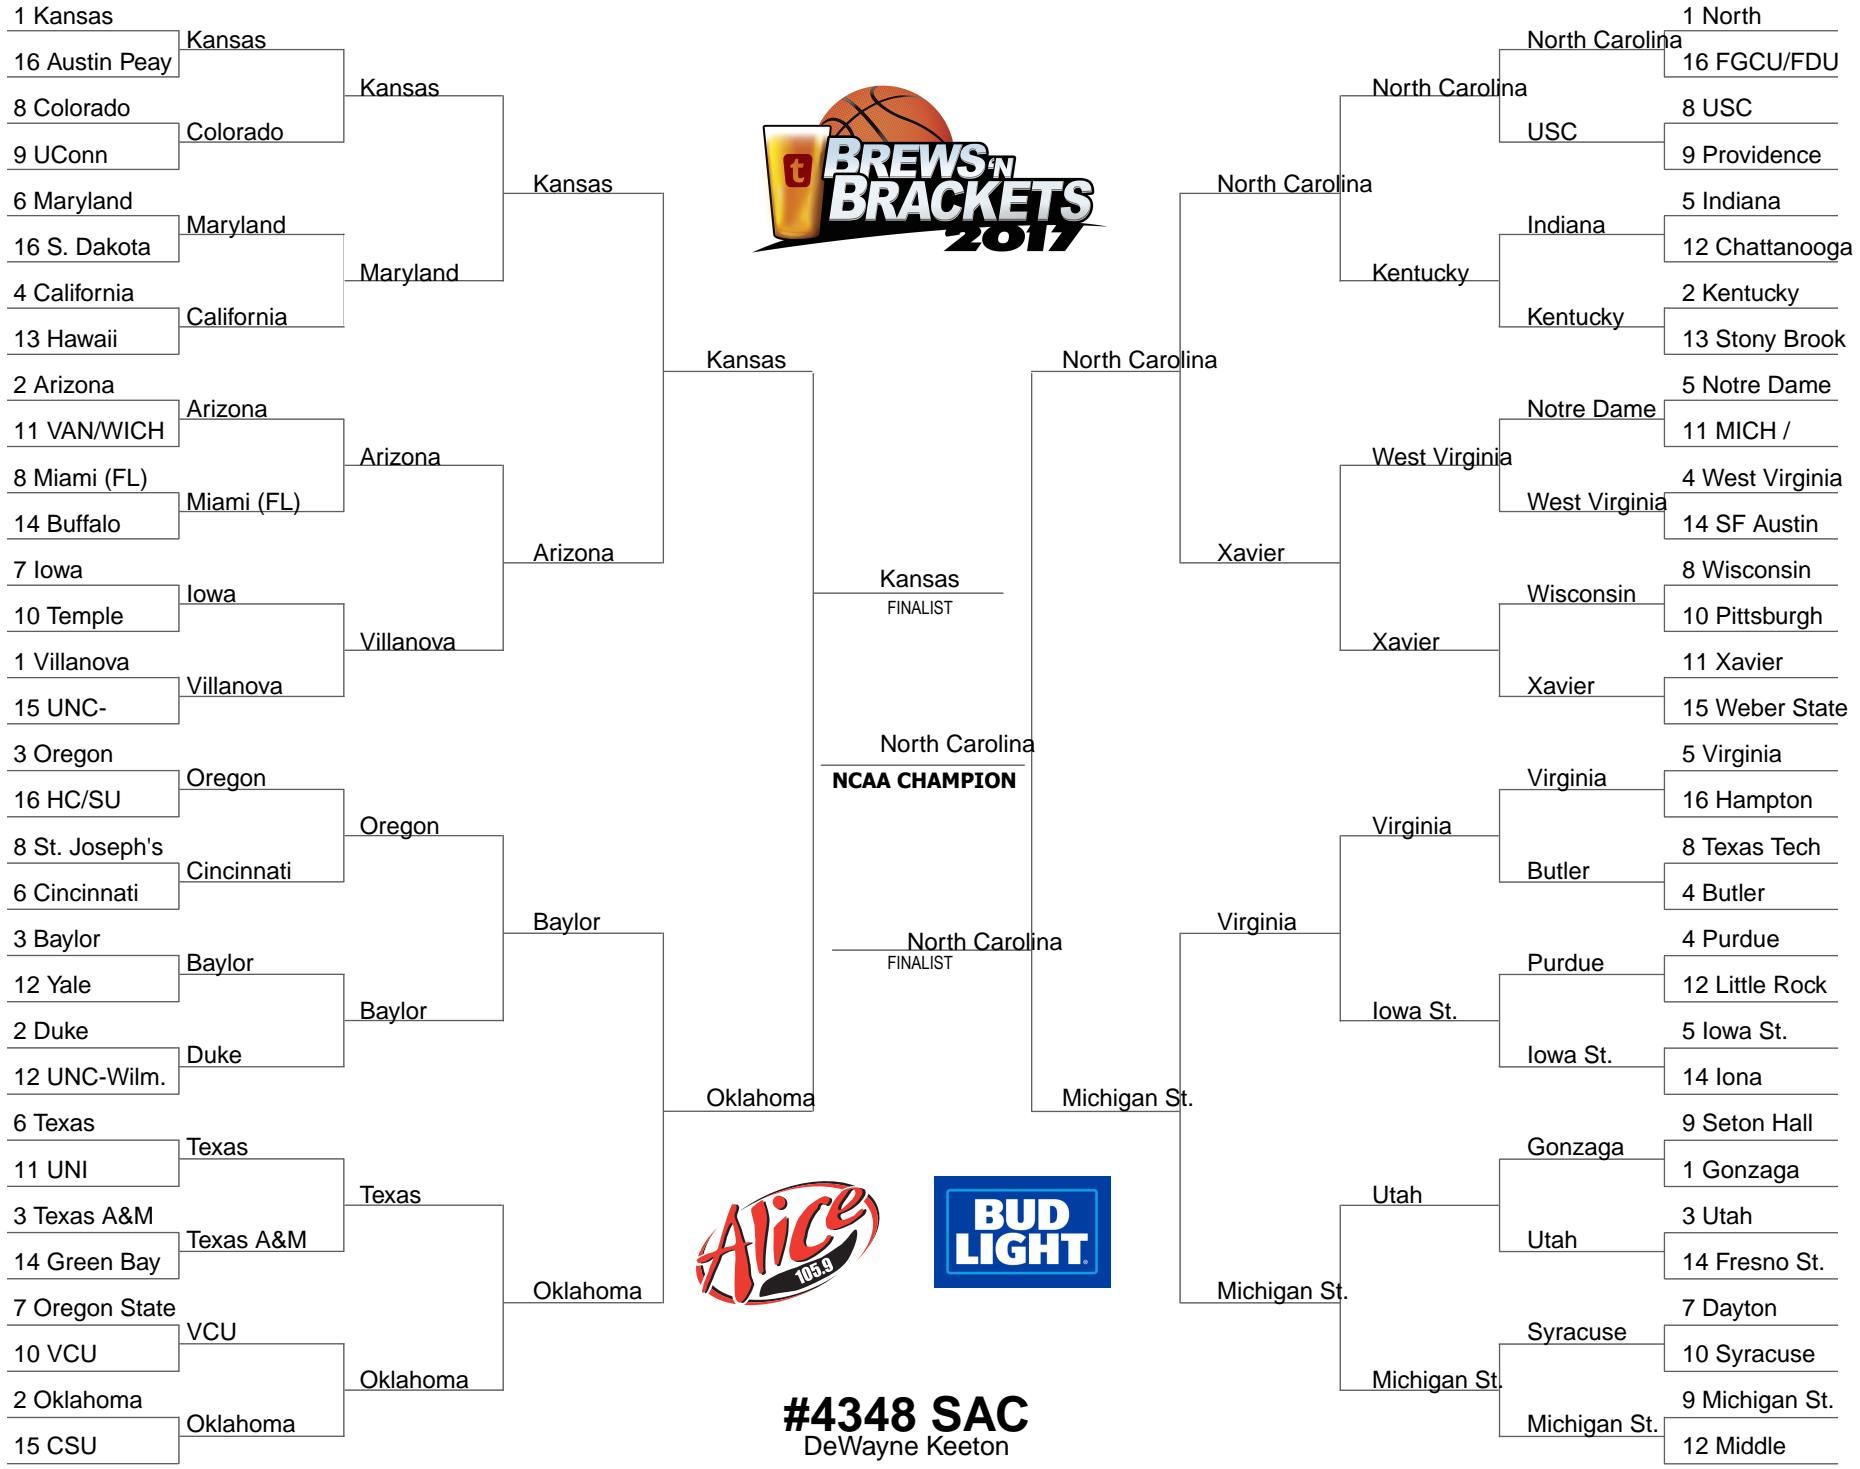 1 Kansas
16 Austin Peay
8 Colorado
9 UConn
6 Maryland
16 S. Dakota
4 California
13 Hawaii
2 Arizona
11 VAN/WICH
8 Miami (FL)
14 Buffalo
7 Iowa
10 Temple
1 Villanova
15 UNC-
3 Oregon
16 HC/SU
8 St. Joseph's
6 Cincinnati
3 Baylor
12 Yale
2 Duke
12 UNC-Wilm.
6 Texas
11 UNI
3 Texas A&M
14 Green Bay
7 Oregon State
10 VCU
2 Oklahoma
15 CSU
Kansas
Colorado
Maryland
California
Arizona
Miami (FL)
Iowa
Villanova
Oregon
Cincinnati
Baylor
Duke
Texas
Texas A&M
VCU
Oklahoma
Kansas
Maryland
Arizona
Villanova
Oregon
Baylor
Texas
Oklahoma
Kansas
Arizona
Baylor
Oklahoma
Kansas
Oklahoma
t
BREWS 'N
BRACKETS
2017
Kansas
FINALIST
North Carolina
NCAA CHAMPION
North Carolina
FINALIST
Alice
105.9
BUD
LIGHT
#4348 SAC
DeWayne Keeton
North Carolina
Michigan St.
North Carolina
Xavier
Virginia
Michigan St.
North Carolina
Kentucky
West Virginia
Xavier
Virginia
Iowa St.
Utah
Michigan St.
North Carolina
USC
Indiana
Kentucky
Notre Dame
West Virginia
Wisconsin
Xavier
Virginia
Butler
Purdue
Iowa St.
Gonzaga
Utah
Syracuse
Michigan St.
1 North
16 FGCU/FDU
8 USC
9 Providence
5 Indiana
12 Chattanooga
2 Kentucky
13 Stony Brook
5 Notre Dame
11 MICH /
4 West Virginia
14 SF Austin
8 Wisconsin
10 Pittsburgh
11 Xavier
15 Weber State
5 Virginia
16 Hampton
8 Texas Tech
4 Butler
4 Purdue
12 Little Rock
5 Iowa St.
14 Iona
9 Seton Hall
1 Gonzaga
3 Utah
14 Fresno St.
7 Dayton
10 Syracuse
9 Michigan St.
12 Middle